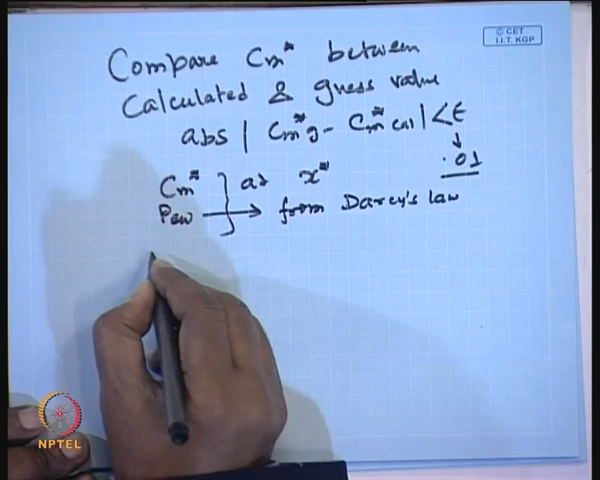 © CET
I.I.T. KGP
Compare Cm* between
Calculated & guess value
abs | Cm*g - Cm*cal | < ε
.01
Cm* } at x*
Pew → from Darcy's law
NPTEL